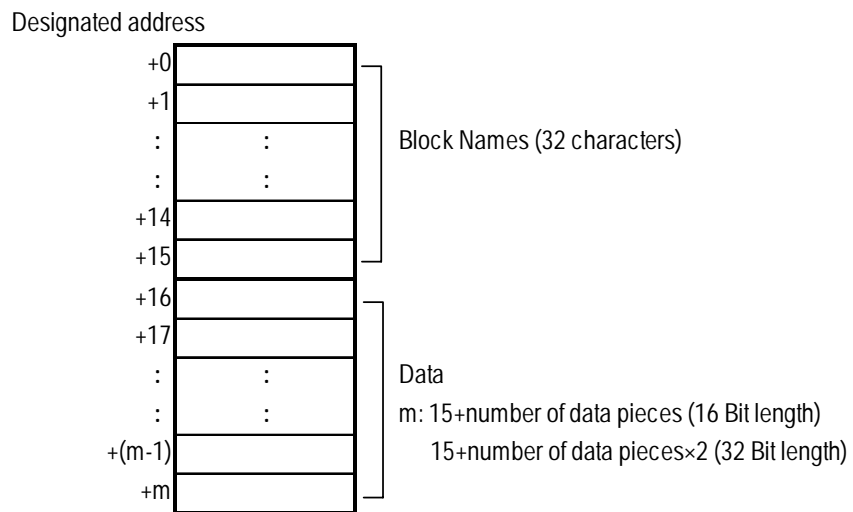 Designated address
+0
+1
: :
Block Names (32 characters)
: :
+14
+15
+16
+17
: :
Data
: :
m: 15+number of data pieces (16 Bit length)
+(m-1)
15+number of data pieces×2 (32 Bit length)
+m